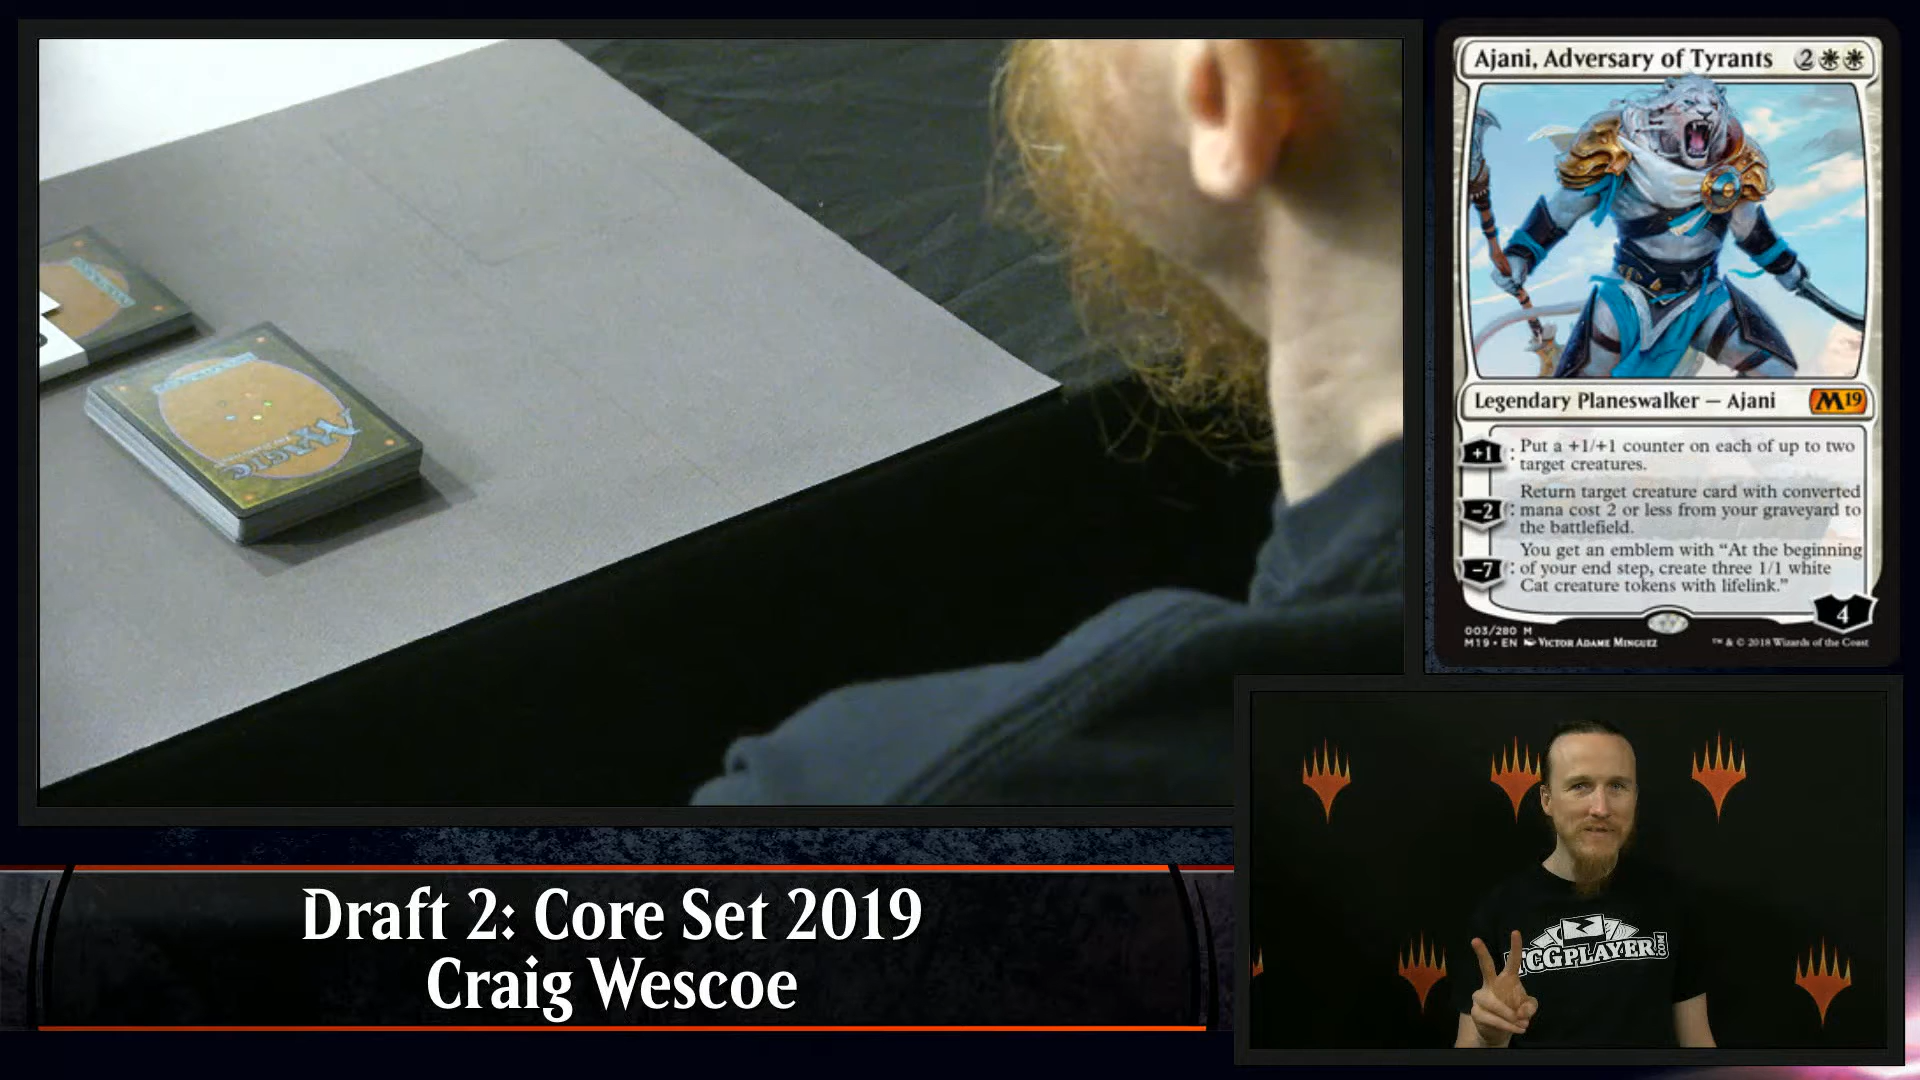 Ajani, Adversary of Tyrants 2
Legendary Planeswalker — Ajani M19
+1 : Put a +1/+1 counter on each of up to two
target creatures.
Return target creature card with converted
-2 : mana cost 2 or less from your graveyard to
the battlefield.
You get an emblem with “At the beginning
-7 : of your end step, create three 1/1 white
Cat creature tokens with lifelink.”
4
003/280 M
M19 • EN Victor Adame Minguez ™ & © 2018 Wizards of the Coast
MAGIC
TCGPLAYER.COM
Draft 2: Core Set 2019
Craig Wescoe